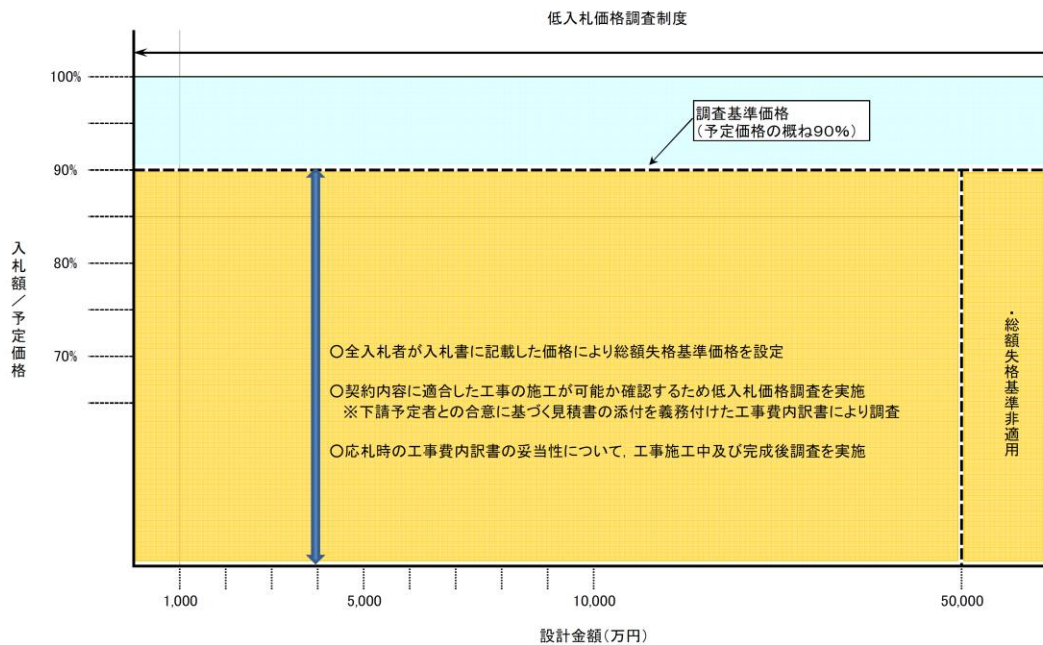 低入札価格調査制度
100%
調査基準価格
(予定価格の概ね90%)
90%
入札額/予定価格
80%
70%
〇全入札者が入札書に記載した価格により総額失格基準価格を設定
〇契約内容に適合した工事の施工が可能か確認するため低入札価格調査を実施
※下請予定者との合意に基づく見積書の添付を義務付けた工事費内訳書により調査
〇応札時の工事費内訳書の妥当性について，工事施工中及び完成後調査を実施
・総額失格基準非適用
1,000
5,000
10,000
50,000
設計金額(万円)